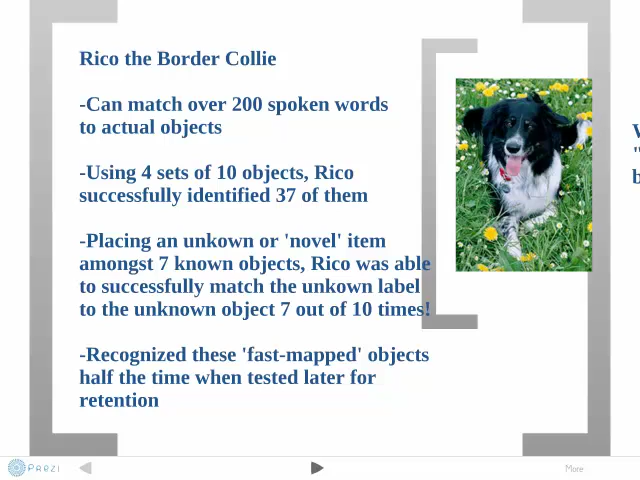 Rico the Border Collie
-Can match over 200 spoken words
to actual objects
-Using 4 sets of 10 objects, Rico
successfully identified 37 of them
-Placing an unkown or 'novel' item
amongst 7 known objects, Rico was able
to successfully match the unkown label
to the unknown object 7 out of 10 times!
-Recognized these 'fast-mapped' objects
half the time when tested later for
retention
Prezi
More